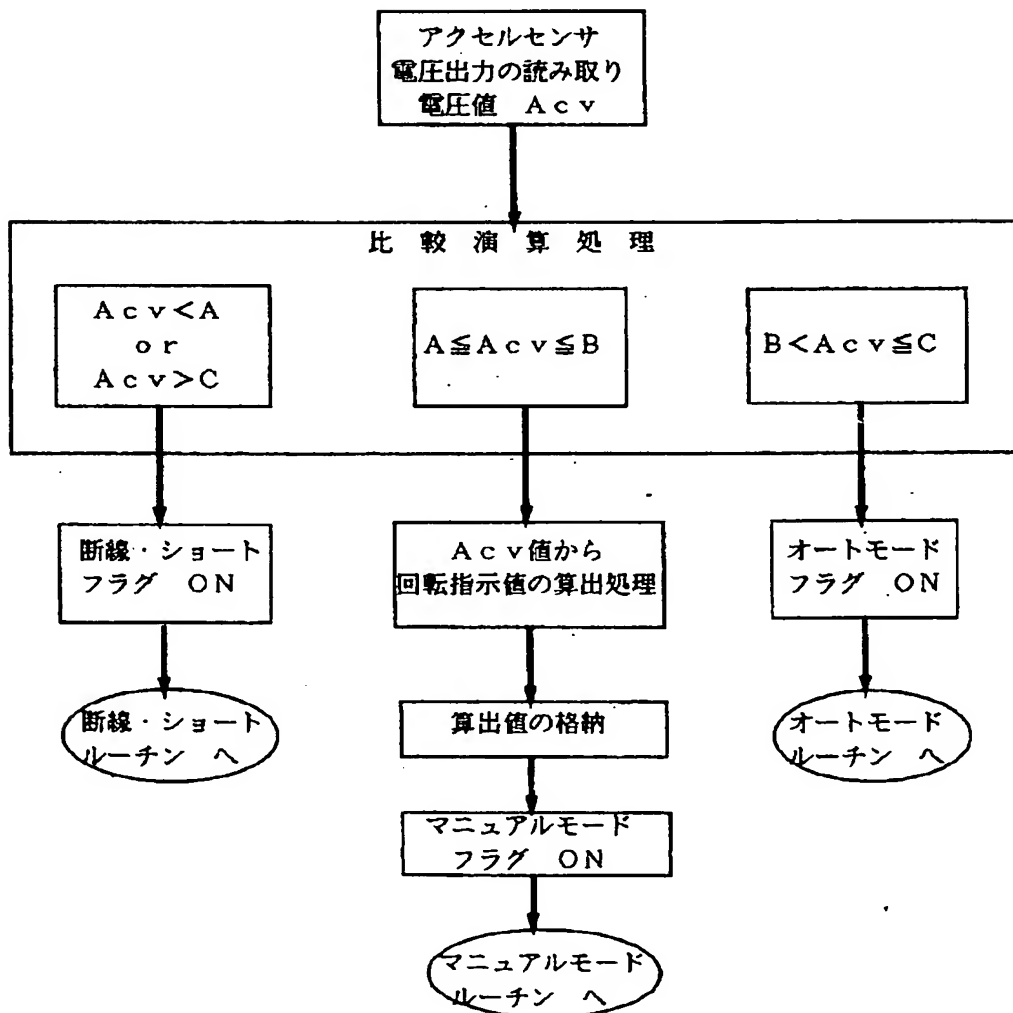 アクセルセンサ
電圧出力の読み取り
電圧値 Acv
比較演算処理
Acv<A
or
Acv>C
A≦Acv≦B
B<Acv≦C
断線・ショート
フラグ ON
Acv値から
回転指示値の算出処理
オートモード
フラグ ON
断線・ショート
ルーチン へ
算出値の格納
オートモード
ルーチン へ
マニュアルモード
フラグ ON
マニュアルモード
ルーチン へ